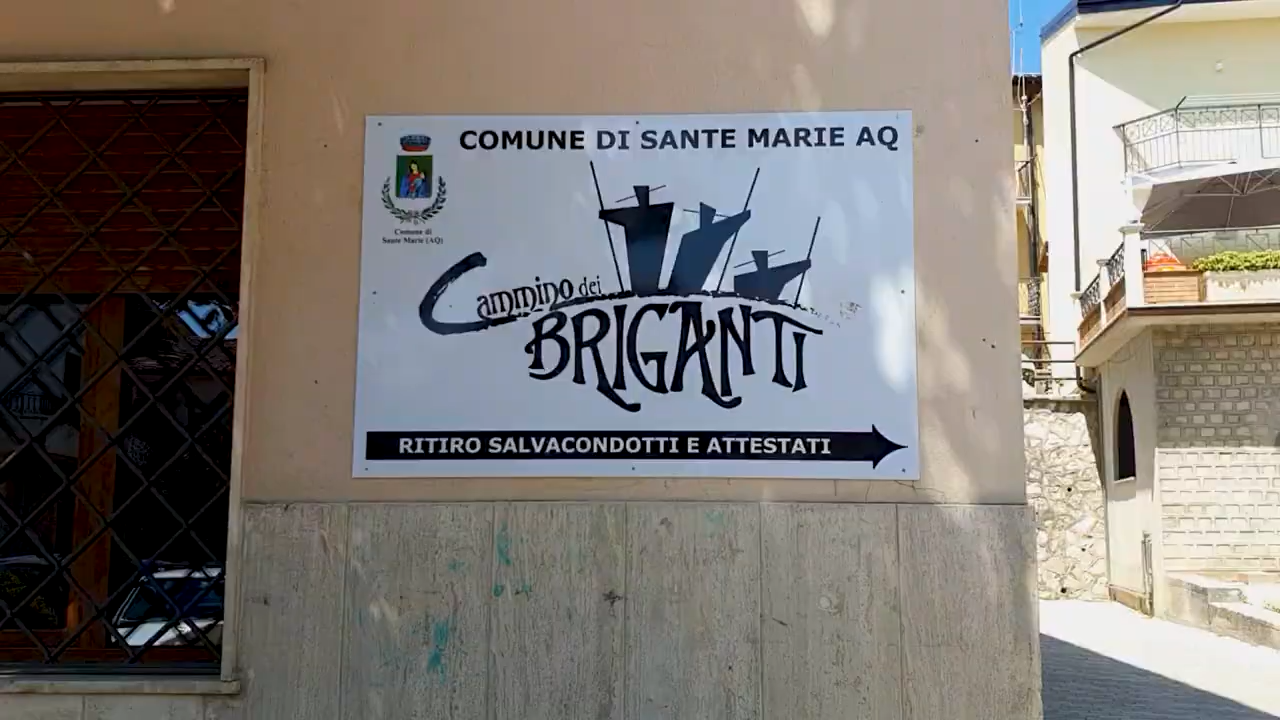 COMUNE DI SANTE MARIE AQ
Comune di
Sante Marie (AQ)
Cammino dei
BRIGANTI
RITIRO SALVACONDOTTI E ATTESTATI